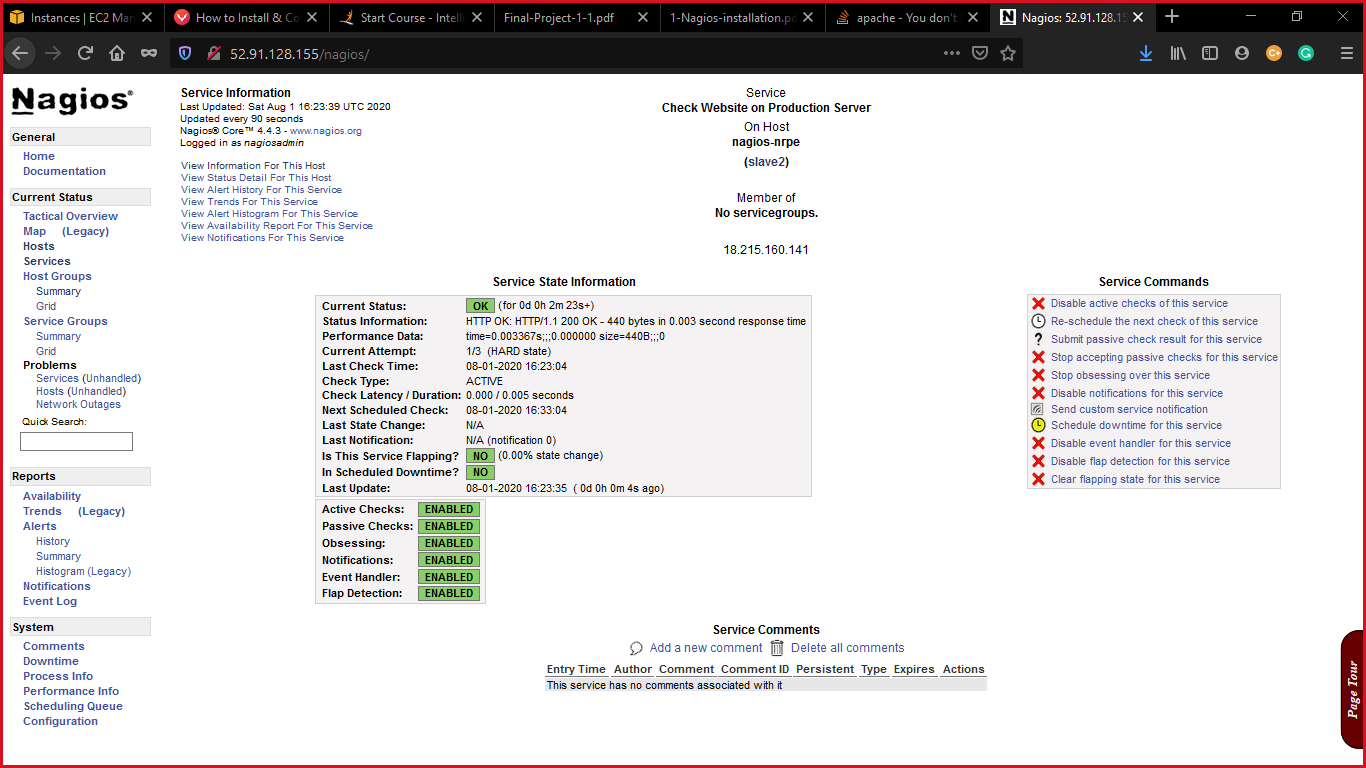 Instances | EC2 Man
How to Install & Co
Start Course - Intelli
Final-Project-1-1.pdf
1-Nagios-installation.pd
apache - You don't
Nagios: 52.91.128.15
52.91.128.155/nagios/
Nagios®
General
Home
Documentation
Current Status
Tactical Overview
Map (Legacy)
Hosts
Services
Host Groups
Summary
Grid
Service Groups
Summary
Grid
Problems
Services (Unhandled)
Hosts (Unhandled)
Network Outages
Quick Search:
Reports
Availability
Trends (Legacy)
Alerts
History
Summary
Histogram (Legacy)
Notifications
Event Log
System
Comments
Downtime
Process Info
Performance Info
Scheduling Queue
Configuration
Service Information
Last Updated: Sat Aug 1 16:23:39 UTC 2020
Updated every 90 seconds
Nagios® Core™ 4.4.3 - www.nagios.org
Logged in as nagiosadmin
View Information For This Host
View Status Detail For This Host
View Alert History For This Service
View Trends For This Service
View Alert Histogram For This Service
View Availability Report For This Service
View Notifications For This Service
Service
Check Website on Production Server
On Host
nagios-nrpe
(slave2)
Member of
No servicegroups.
18.215.160.141
Service State Information
Current Status: OK (for 0d 0h 2m 23s+)
Status Information: HTTP OK: HTTP/1.1 200 OK - 440 bytes in 0.003 second response time
Performance Data: time=0.003367s;;;0.000000 size=440B;;;0
Current Attempt: 1/3 (HARD state)
Last Check Time: 08-01-2020 16:23:04
Check Type: ACTIVE
Check Latency / Duration: 0.000 / 0.005 seconds
Next Scheduled Check: 08-01-2020 16:33:04
Last State Change: N/A
Last Notification: N/A (notification 0)
Is This Service Flapping? NO (0.00% state change)
In Scheduled Downtime? NO
Last Update: 08-01-2020 16:23:35 ( 0d 0h 0m 4s ago)
Active Checks: ENABLED
Passive Checks: ENABLED
Obsessing: ENABLED
Notifications: ENABLED
Event Handler: ENABLED
Flap Detection: ENABLED
Service Commands
Disable active checks of this service
Re-schedule the next check of this service
Submit passive check result for this service
Stop accepting passive checks for this service
Stop obsessing over this service
Disable notifications for this service
Send custom service notification
Schedule downtime for this service
Disable event handler for this service
Disable flap detection for this service
Clear flapping state for this service
Service Comments
Add a new comment Delete all comments
Entry Time Author Comment Comment ID Persistent Type Expires Actions
This service has no comments associated with it
Page Tour